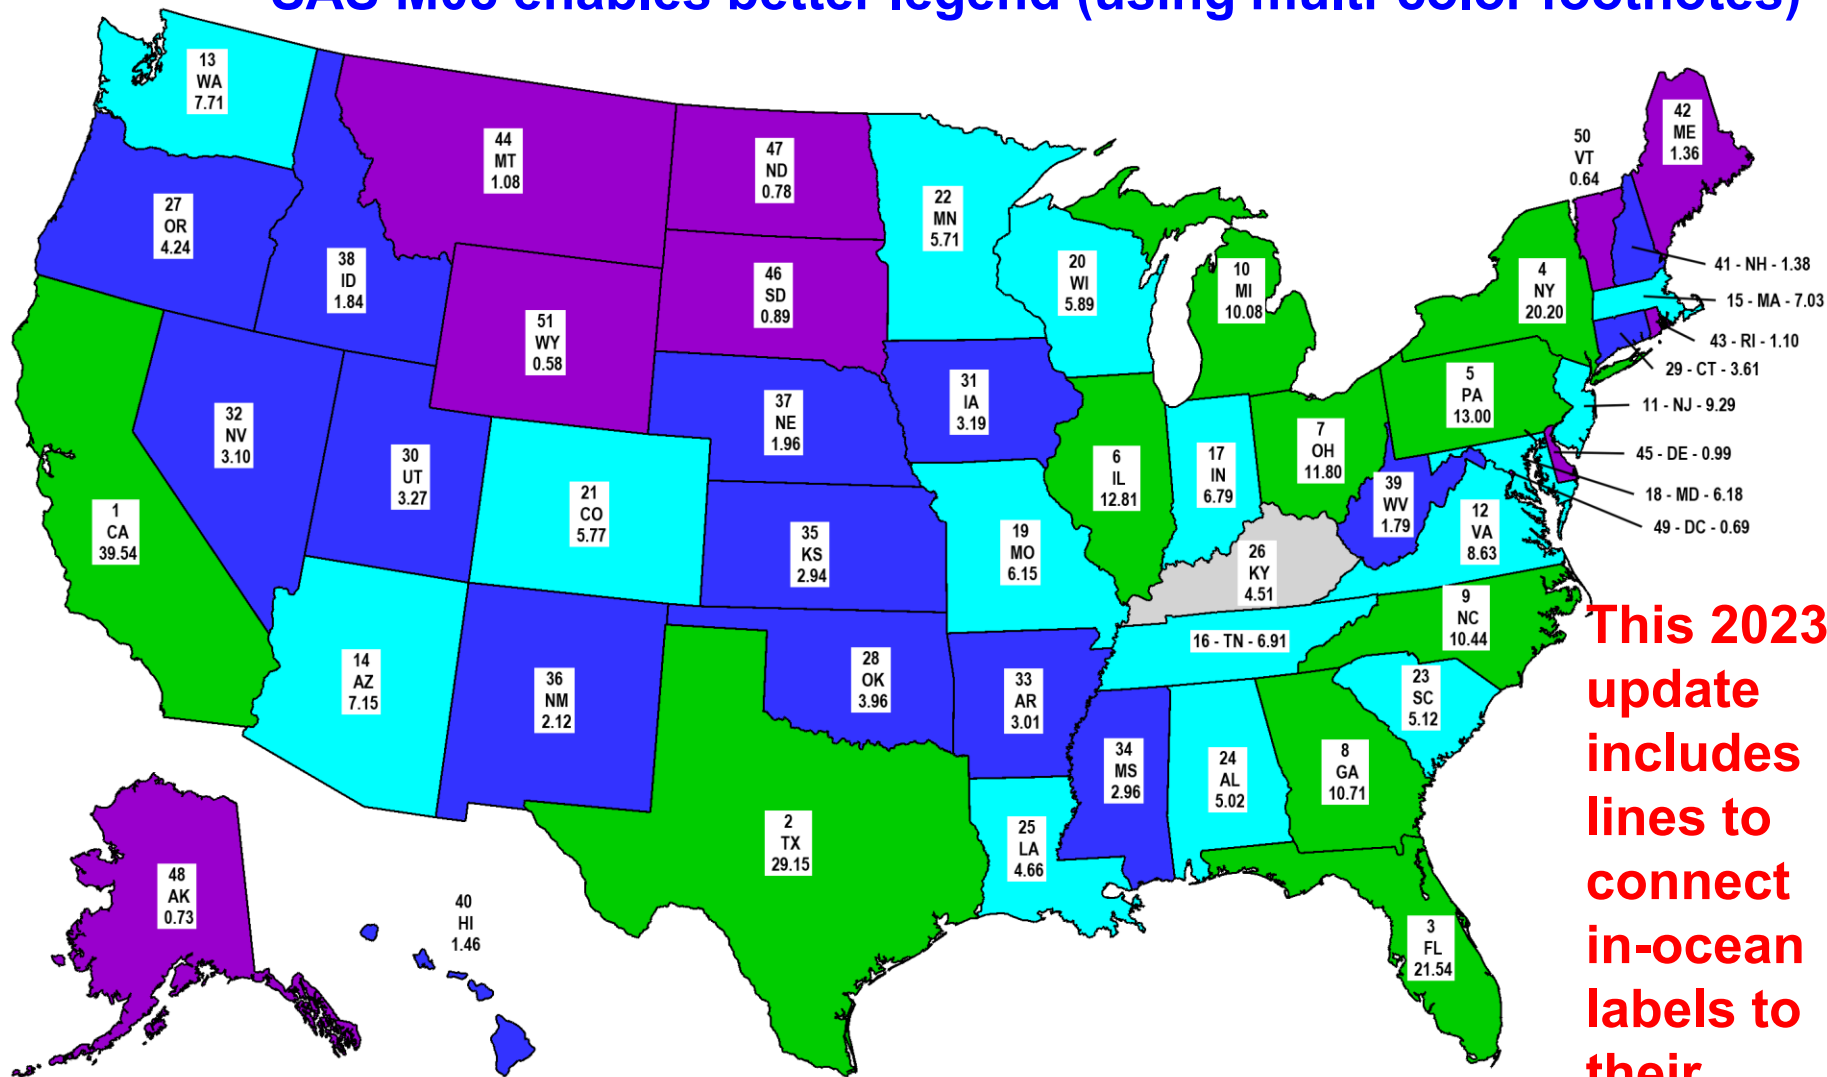 SAS M08 enables better legend (using multi-color footnotes)
13
WA
7.71
44
MT
1.08
47
ND
0.78
22
MN
5.71
50
VT
0.64
42
ME
1.36
27
OR
4.24
38
ID
1.84
46
SD
0.89
20
WI
5.89
10
MI
10.08
4
NY
20.20
41 - NH - 1.38
15 - MA - 7.03
43 - RI - 1.10
29 - CT - 3.61
11 - NJ - 9.29
45 - DE - 0.99
18 - MD - 6.18
49 - DC - 0.69
51
WY
0.58
32
NV
3.10
30
UT
3.27
37
NE
1.96
31
IA
3.19
5
PA
13.00
7
OH
11.80
6
IL
12.81
17
IN
6.79
39
WV
1.79
12
VA
8.63
1
CA
39.54
21
CO
5.77
35
KS
2.94
19
MO
6.15
26
KY
4.51
9
NC
10.44
16 - TN - 6.91
14
AZ
7.15
36
NM
2.12
28
OK
3.96
33
AR
3.01
23
SC
5.12
34
MS
2.96
24
AL
5.02
8
GA
10.71
2
TX
29.15
25
LA
4.66
48
AK
0.73
40
HI
1.46
3
FL
21.54
This 2023
update
includes
lines to
connect
in-ocean
labels to
their